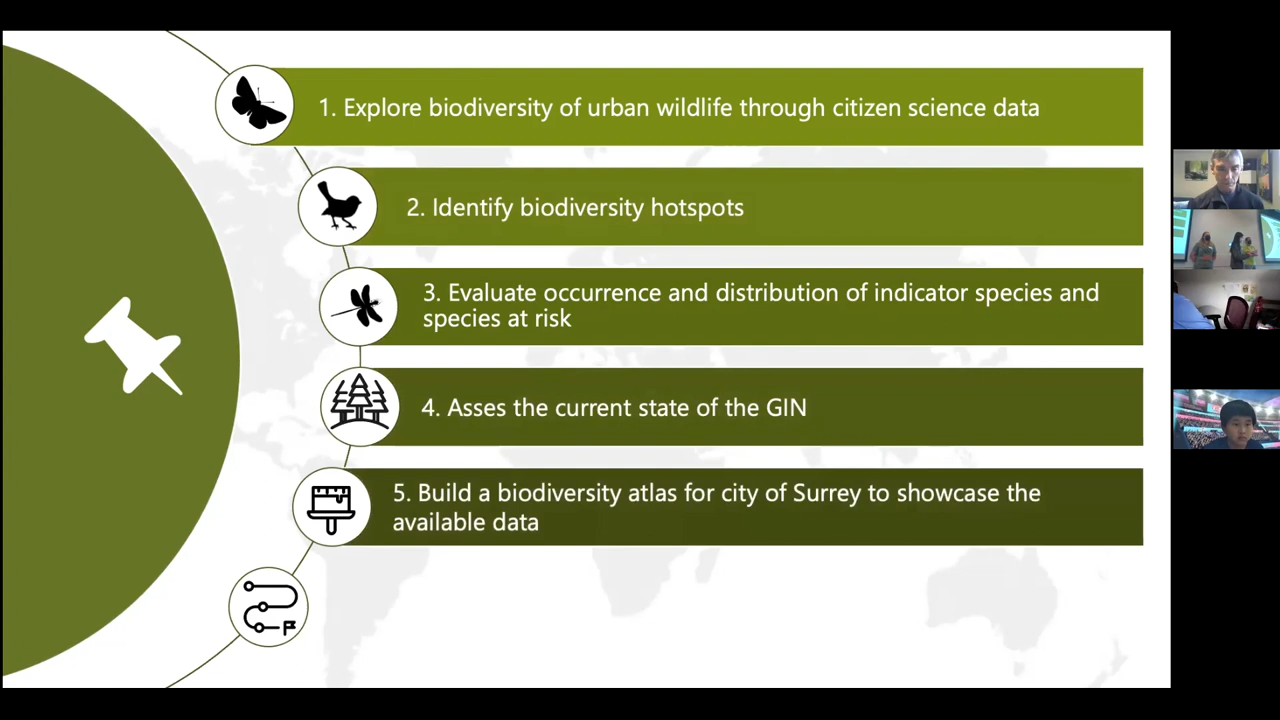 1. Explore biodiversity of urban wildlife through citizen science data
2. Identify biodiversity hotspots
3. Evaluate occurrence and distribution of indicator species and
species at risk
4. Asses the current state of the GIN
5. Build a biodiversity atlas for city of Surrey to showcase the
available data